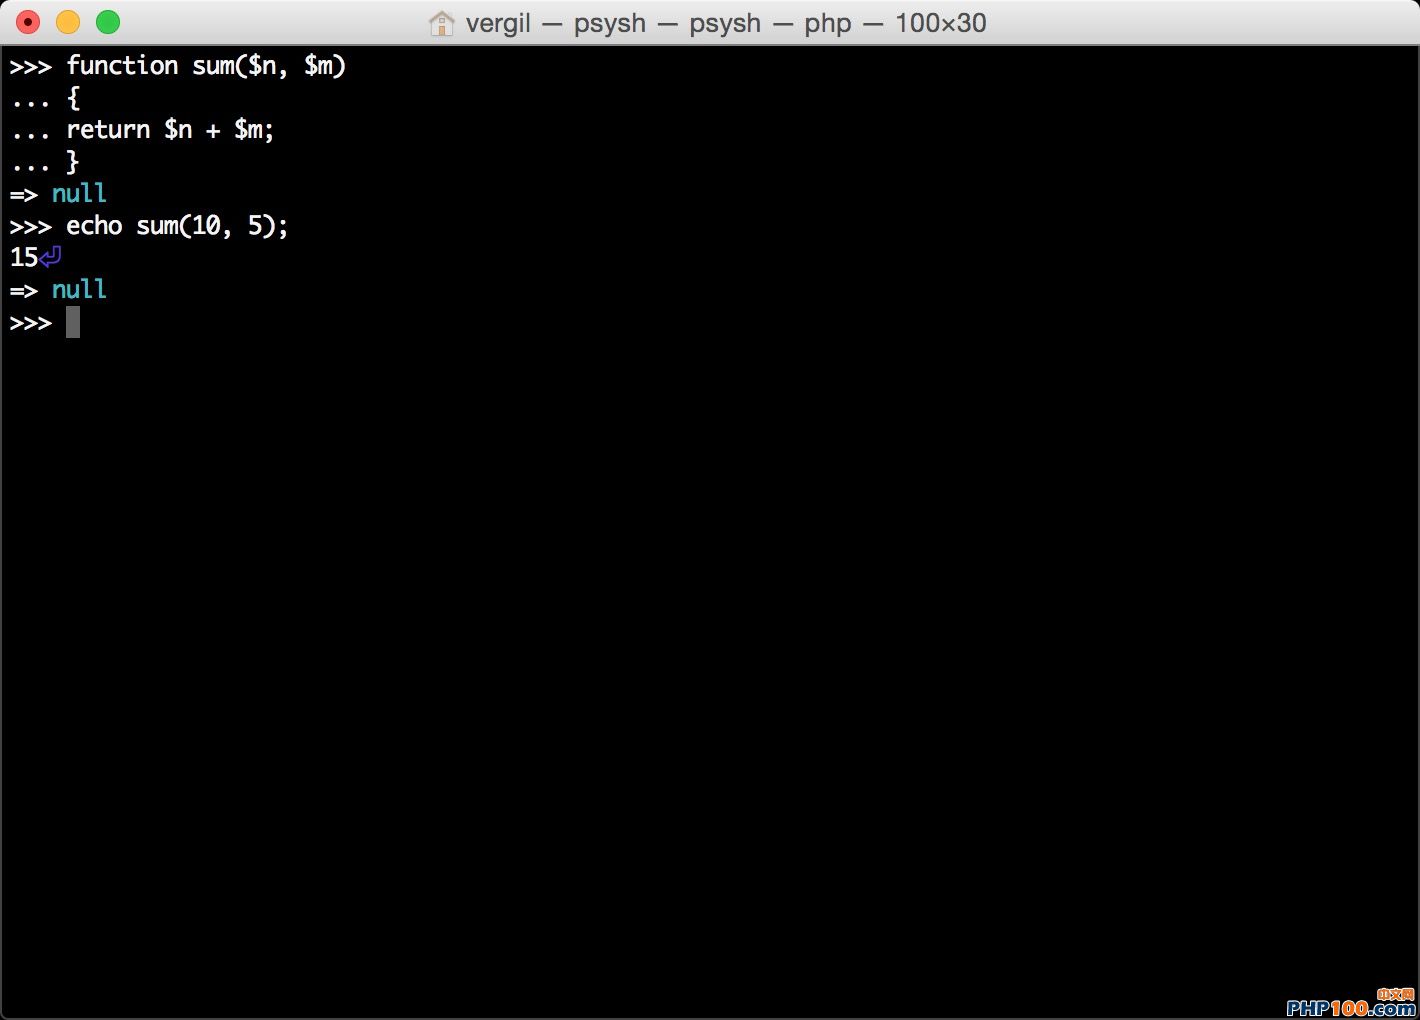 vergil — psysh — psysh — php — 100×30
>>> function sum($n, $m)
... {
... return $n + $m;
... }
=> null
>>> echo sum(10, 5);
15⏎
=> null
>>>
中文网
PHP100.com